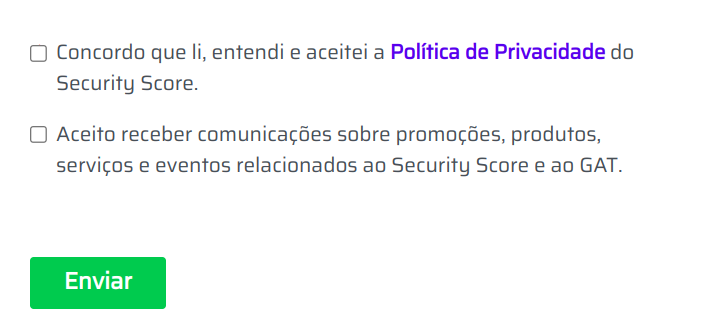 Concordo que li, entendi e aceitei a Política de Privacidade do
Security Score.
Aceito receber comunicações sobre promoções, produtos,
serviços e eventos relacionados ao Security Score e ao GAT.
Enviar